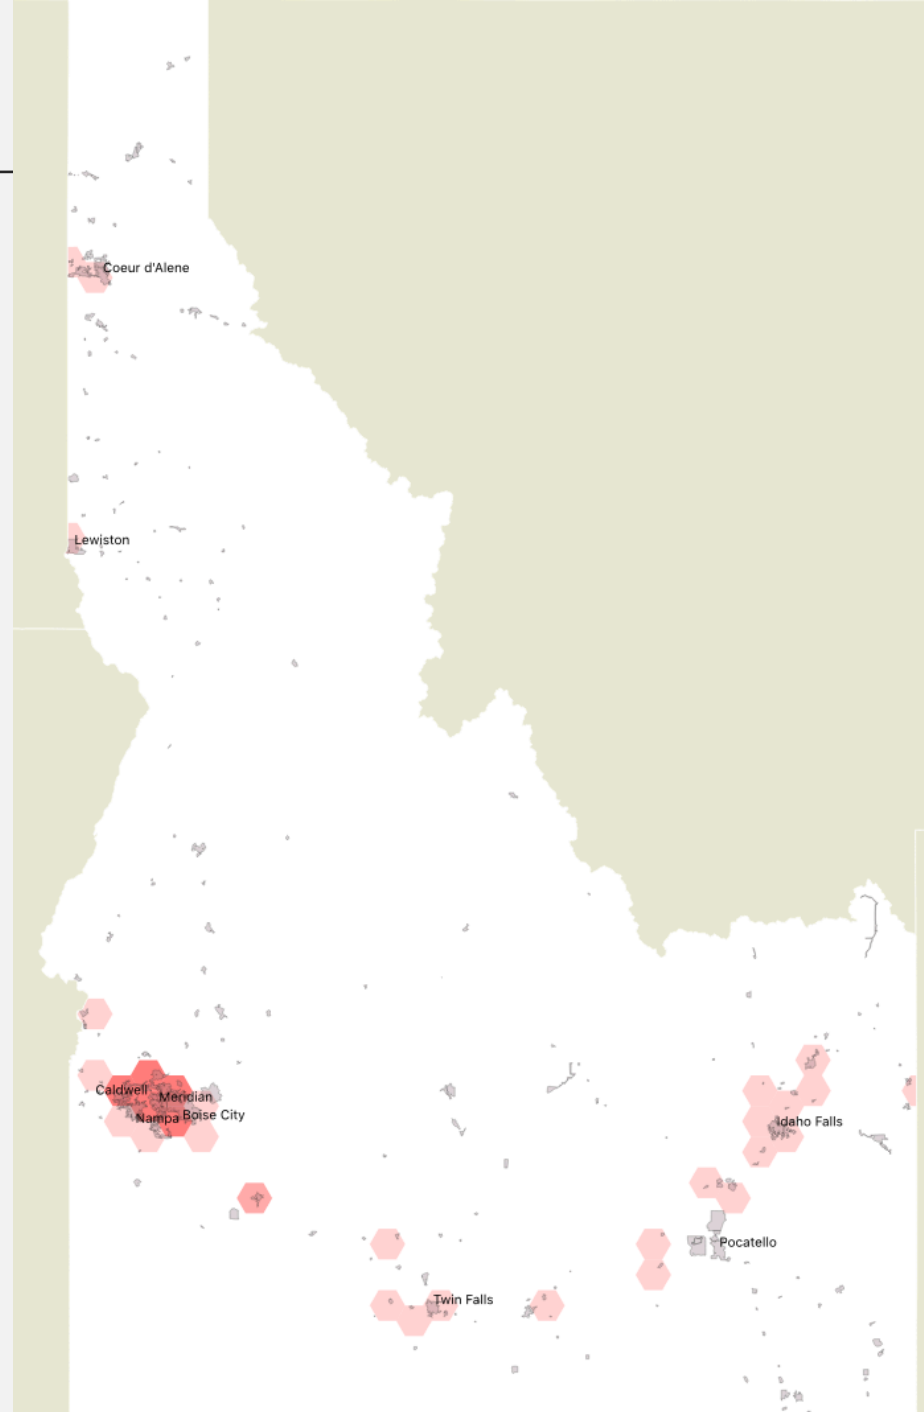 Coeur d'Alene
Lewiston
Caldwell
Meridian
Nampa
Boise City
Idaho Falls
Pocatello
Twin Falls